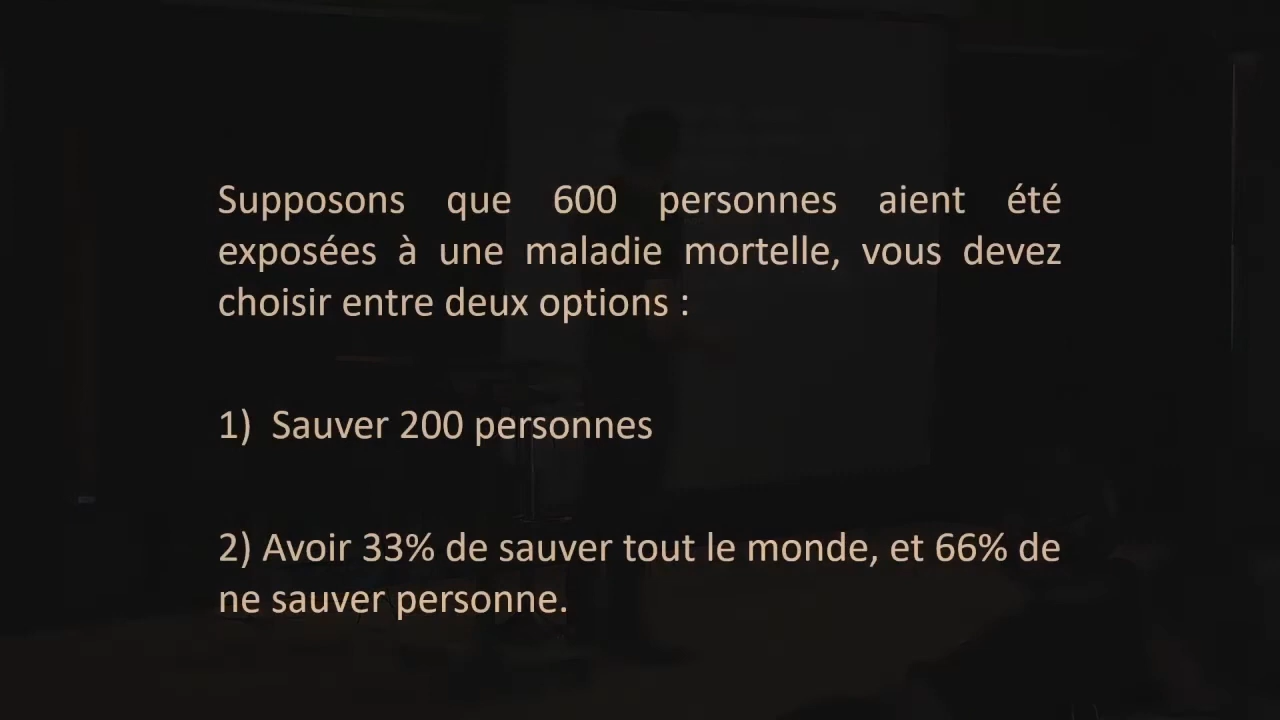 Supposons que 600 personnes aient été
exposées à une maladie mortelle, vous devez
choisir entre deux options :
1) Sauver 200 personnes
2) Avoir 33% de sauver tout le monde, et 66% de
ne sauver personne.